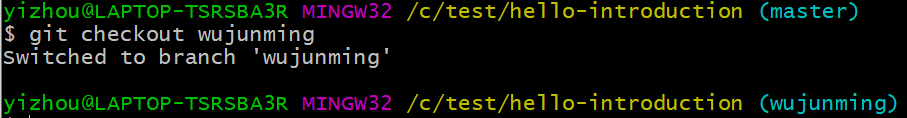 yizhou@LAPTOP-TSRSBA3R MINGW32 /c/test/hello-introduction (master)
$ git checkout wujunming
Switched to branch 'wujunming'
yizhou@LAPTOP-TSRSBA3R MINGW32 /c/test/hello-introduction (wujunming)